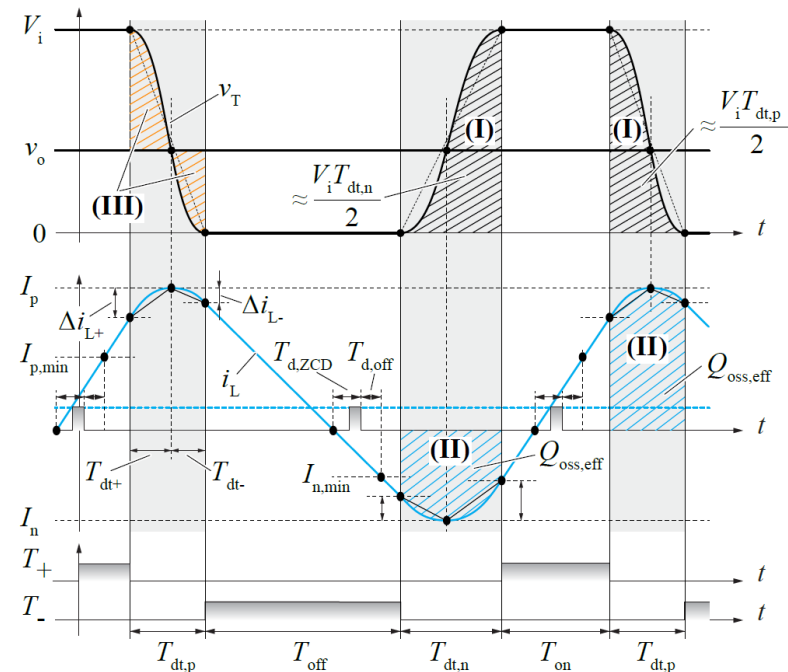 V_i
v_T
(I)
(I)
≈ V_i T_dt,p / 2
v_o
≈ V_i T_dt,n / 2
(III)
0
t
I_p
Δi_L+
Δi_L-
I_p,min
T_d,ZCD
T_d,off
i_L
(II)
Q_oss,eff
t
T_dt+
T_dt-
I_n,min
(II)
Q_oss,eff
I_n
T_+
t
T_-
t
T_dt,p
T_off
T_dt,n
T_on
T_dt,p